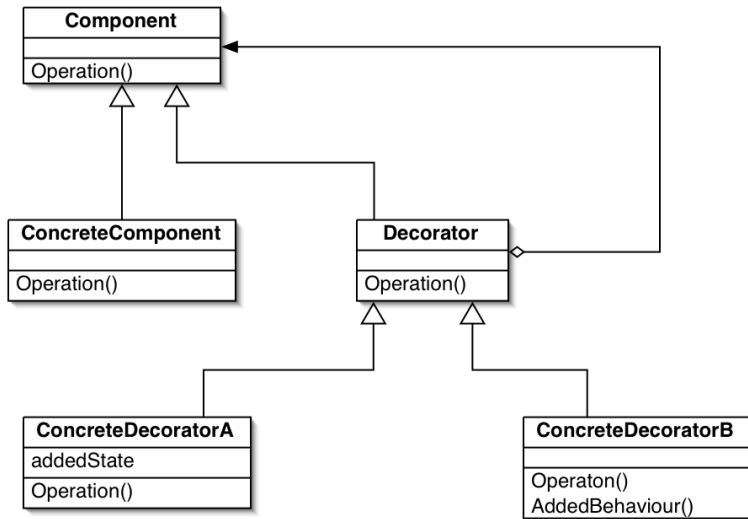 Component
Operation()
ConcreteComponent
Operation()
Decorator
Operation()
ConcreteDecoratorA
addedState
Operation()
ConcreteDecoratorB
Operaton()
AddedBehaviour()